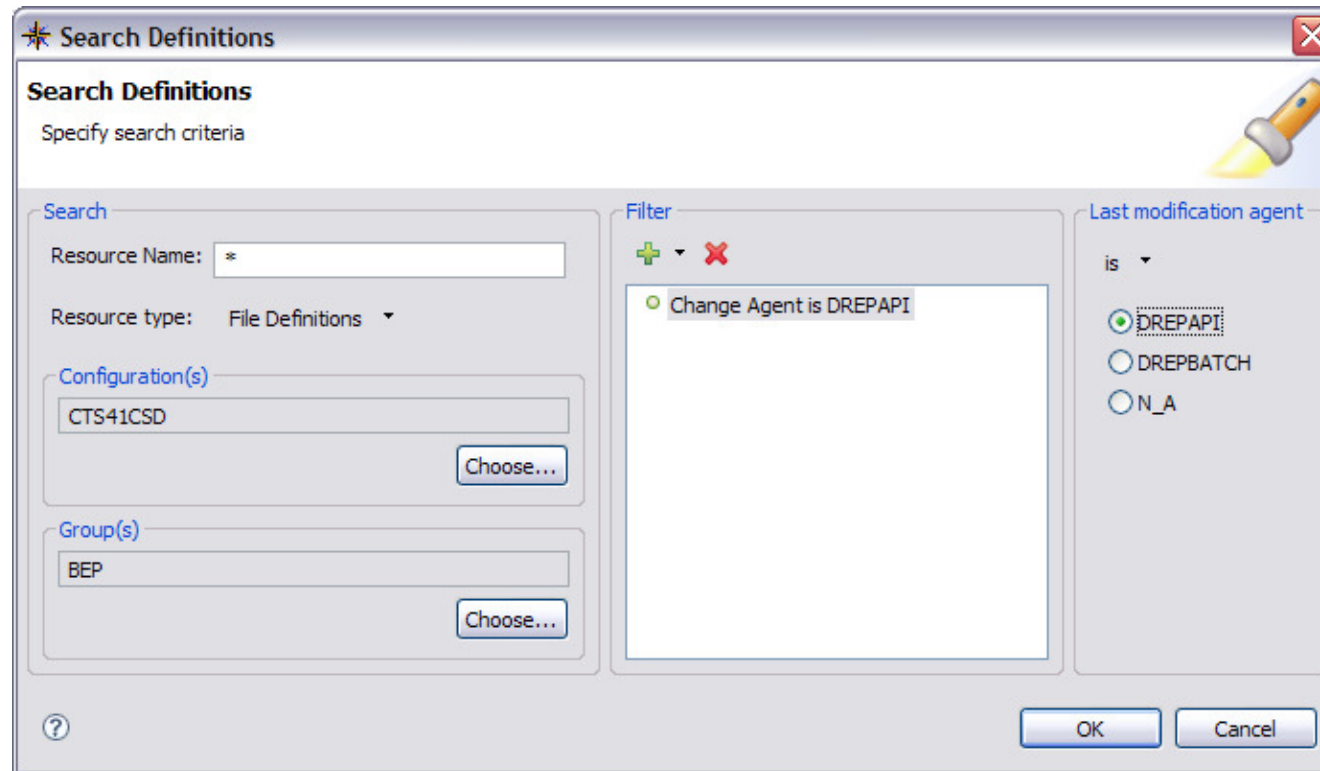 Search Definitions
Search Definitions
Specify search criteria
Search
Resource Name: *
Resource type: File Definitions
Configuration(s)
CTS41CSD
Choose...
Group(s)
BEP
Choose...
Filter
Change Agent is DREPAPI
Last modification agent
is
DREPAPI
DREPBATCH
N_A
?
OK
Cancel